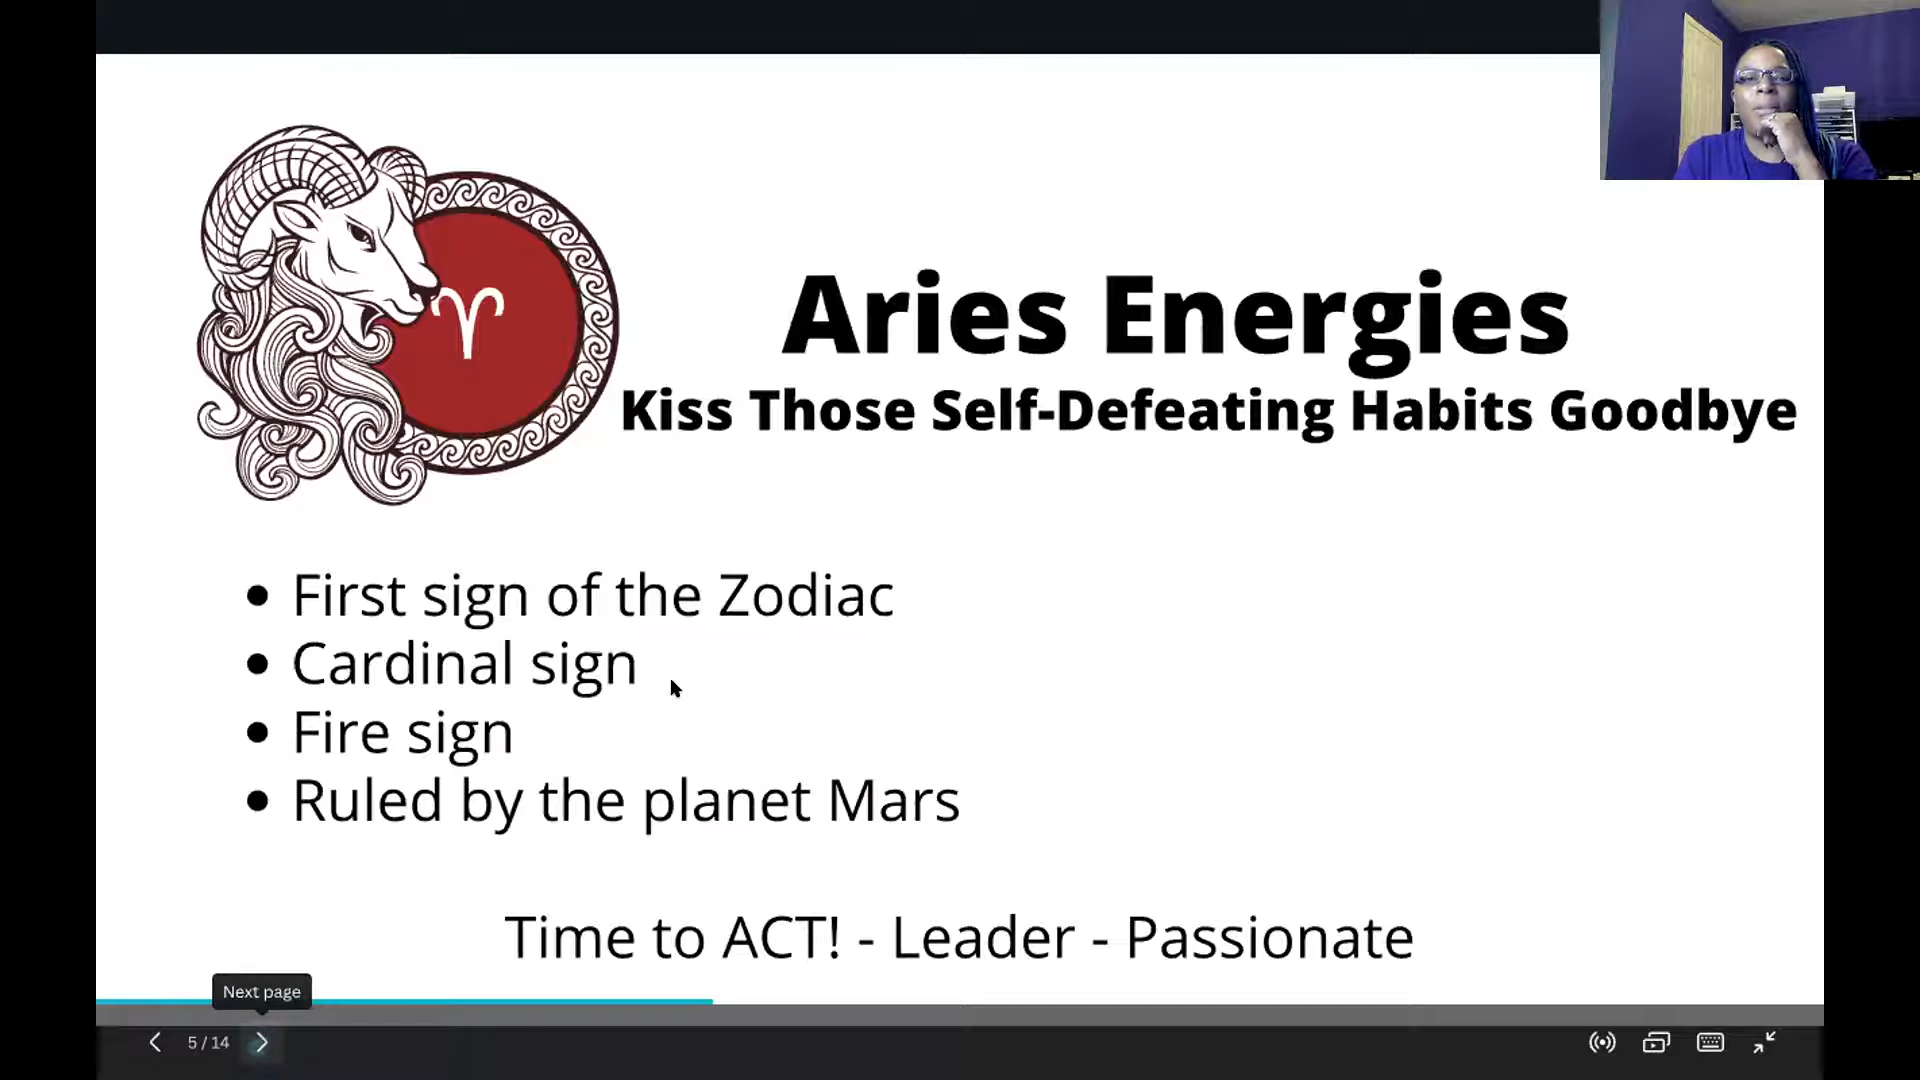 Aries Energies
Kiss Those Self-Defeating Habits Goodbye
• First sign of the Zodiac
• Cardinal sign
• Fire sign
• Ruled by the planet Mars
Time to ACT! - Leader - Passionate
Next page
5 / 14